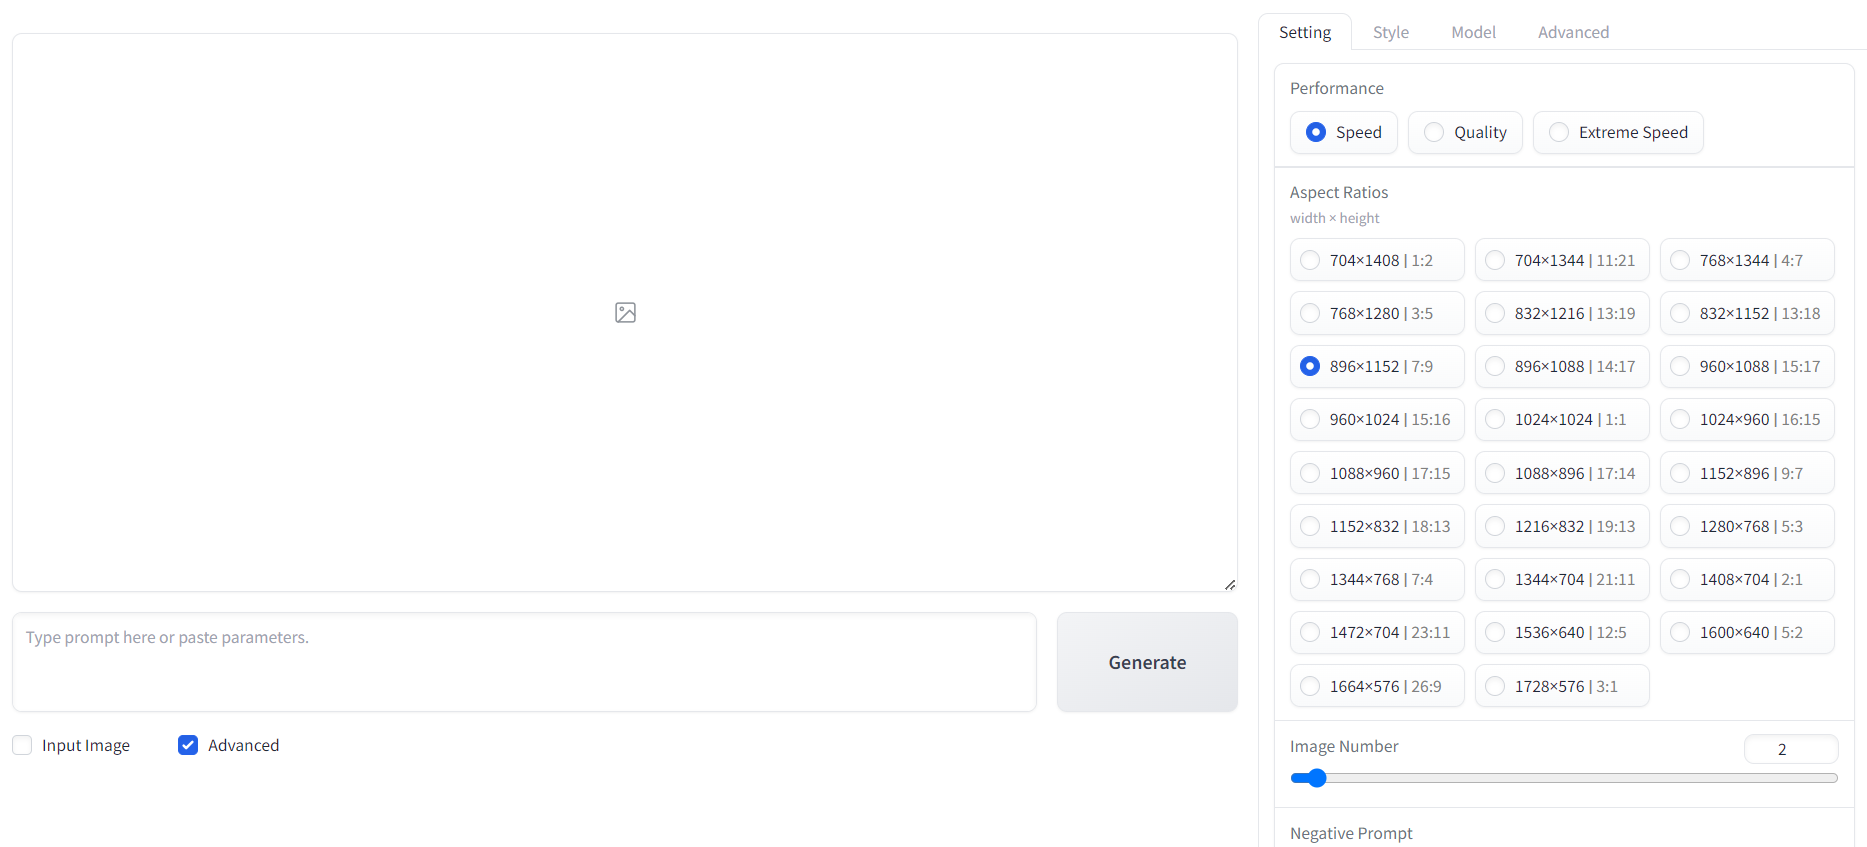 Setting Style Model Advanced
Performance
Speed Quality Extreme Speed
Aspect Ratios
width × height
704×1408 | 1:2 704×1344 | 11:21 768×1344 | 4:7
768×1280 | 3:5 832×1216 | 13:19 832×1152 | 13:18
896×1152 | 7:9 896×1088 | 14:17 960×1088 | 15:17
960×1024 | 15:16 1024×1024 | 1:1 1024×960 | 16:15
1088×960 | 17:15 1088×896 | 17:14 1152×896 | 9:7
1152×832 | 18:13 1216×832 | 19:13 1280×768 | 5:3
1344×768 | 7:4 1344×704 | 21:11 1408×704 | 2:1
1472×704 | 23:11 1536×640 | 12:5 1600×640 | 5:2
1664×576 | 26:9 1728×576 | 3:1
Image Number 2
Negative Prompt
Type prompt here or paste parameters.
Generate
Input Image Advanced